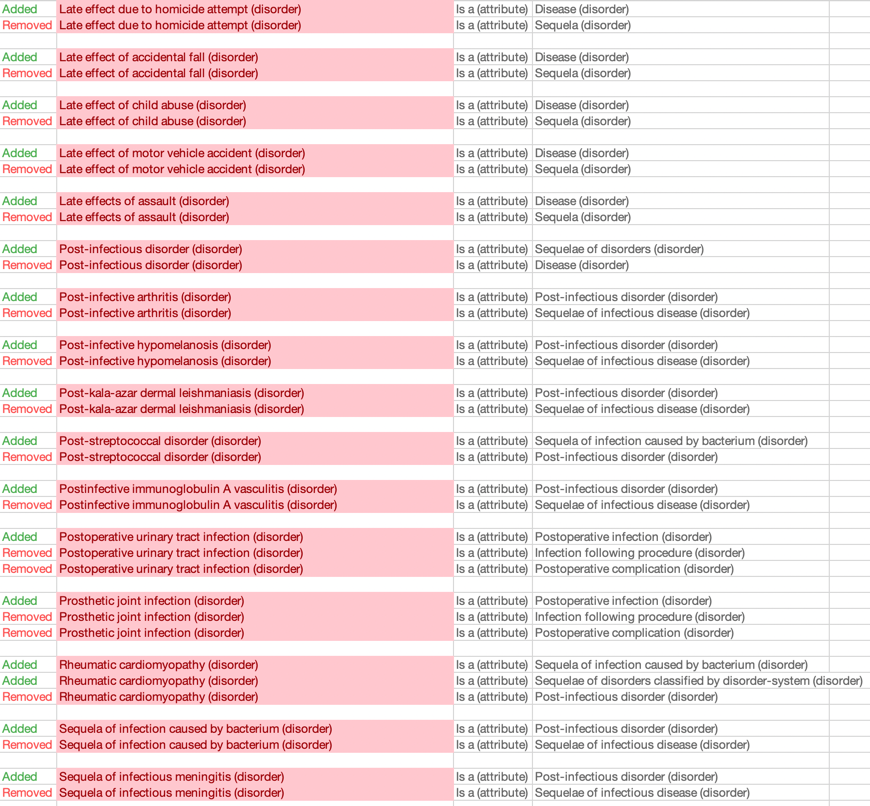 Added Late effect due to homicide attempt (disorder) Is a (attribute) Disease (disorder)
Removed Late effect due to homicide attempt (disorder) Is a (attribute) Sequela (disorder)
Added Late effect of accidental fall (disorder) Is a (attribute) Disease (disorder)
Removed Late effect of accidental fall (disorder) Is a (attribute) Sequela (disorder)
Added Late effect of child abuse (disorder) Is a (attribute) Disease (disorder)
Removed Late effect of child abuse (disorder) Is a (attribute) Sequela (disorder)
Added Late effect of motor vehicle accident (disorder) Is a (attribute) Disease (disorder)
Removed Late effect of motor vehicle accident (disorder) Is a (attribute) Sequela (disorder)
Added Late effects of assault (disorder) Is a (attribute) Disease (disorder)
Removed Late effects of assault (disorder) Is a (attribute) Sequela (disorder)
Added Post-infectious disorder (disorder) Is a (attribute) Sequelae of disorders (disorder)
Removed Post-infectious disorder (disorder) Is a (attribute) Disease (disorder)
Added Post-infective arthritis (disorder) Is a (attribute) Post-infectious disorder (disorder)
Removed Post-infective arthritis (disorder) Is a (attribute) Sequelae of infectious disease (disorder)
Added Post-infective hypomelanosis (disorder) Is a (attribute) Post-infectious disorder (disorder)
Removed Post-infective hypomelanosis (disorder) Is a (attribute) Sequelae of infectious disease (disorder)
Added Post-kala-azar dermal leishmaniasis (disorder) Is a (attribute) Post-infectious disorder (disorder)
Removed Post-kala-azar dermal leishmaniasis (disorder) Is a (attribute) Sequelae of infectious disease (disorder)
Added Post-streptococcal disorder (disorder) Is a (attribute) Sequela of infection caused by bacterium (disorder)
Removed Post-streptococcal disorder (disorder) Is a (attribute) Post-infectious disorder (disorder)
Added Postinfective immunoglobulin A vasculitis (disorder) Is a (attribute) Post-infectious disorder (disorder)
Removed Postinfective immunoglobulin A vasculitis (disorder) Is a (attribute) Sequelae of infectious disease (disorder)
Added Postoperative urinary tract infection (disorder) Is a (attribute) Postoperative infection (disorder)
Removed Postoperative urinary tract infection (disorder) Is a (attribute) Infection following procedure (disorder)
Removed Postoperative urinary tract infection (disorder) Is a (attribute) Postoperative complication (disorder)
Added Prosthetic joint infection (disorder) Is a (attribute) Postoperative infection (disorder)
Removed Prosthetic joint infection (disorder) Is a (attribute) Infection following procedure (disorder)
Removed Prosthetic joint infection (disorder) Is a (attribute) Postoperative complication (disorder)
Added Rheumatic cardiomyopathy (disorder) Is a (attribute) Sequela of infection caused by bacterium (disorder)
Added Rheumatic cardiomyopathy (disorder) Is a (attribute) Sequelae of disorders classified by disorder-system (disorder)
Removed Rheumatic cardiomyopathy (disorder) Is a (attribute) Post-infectious disorder (disorder)
Added Sequela of infection caused by bacterium (disorder) Is a (attribute) Post-infectious disorder (disorder)
Removed Sequela of infection caused by bacterium (disorder) Is a (attribute) Sequelae of infectious disease (disorder)
Added Sequela of infectious meningitis (disorder) Is a (attribute) Post-infectious disorder (disorder)
Removed Sequela of infectious meningitis (disorder) Is a (attribute) Sequelae of infectious disease (disorder)